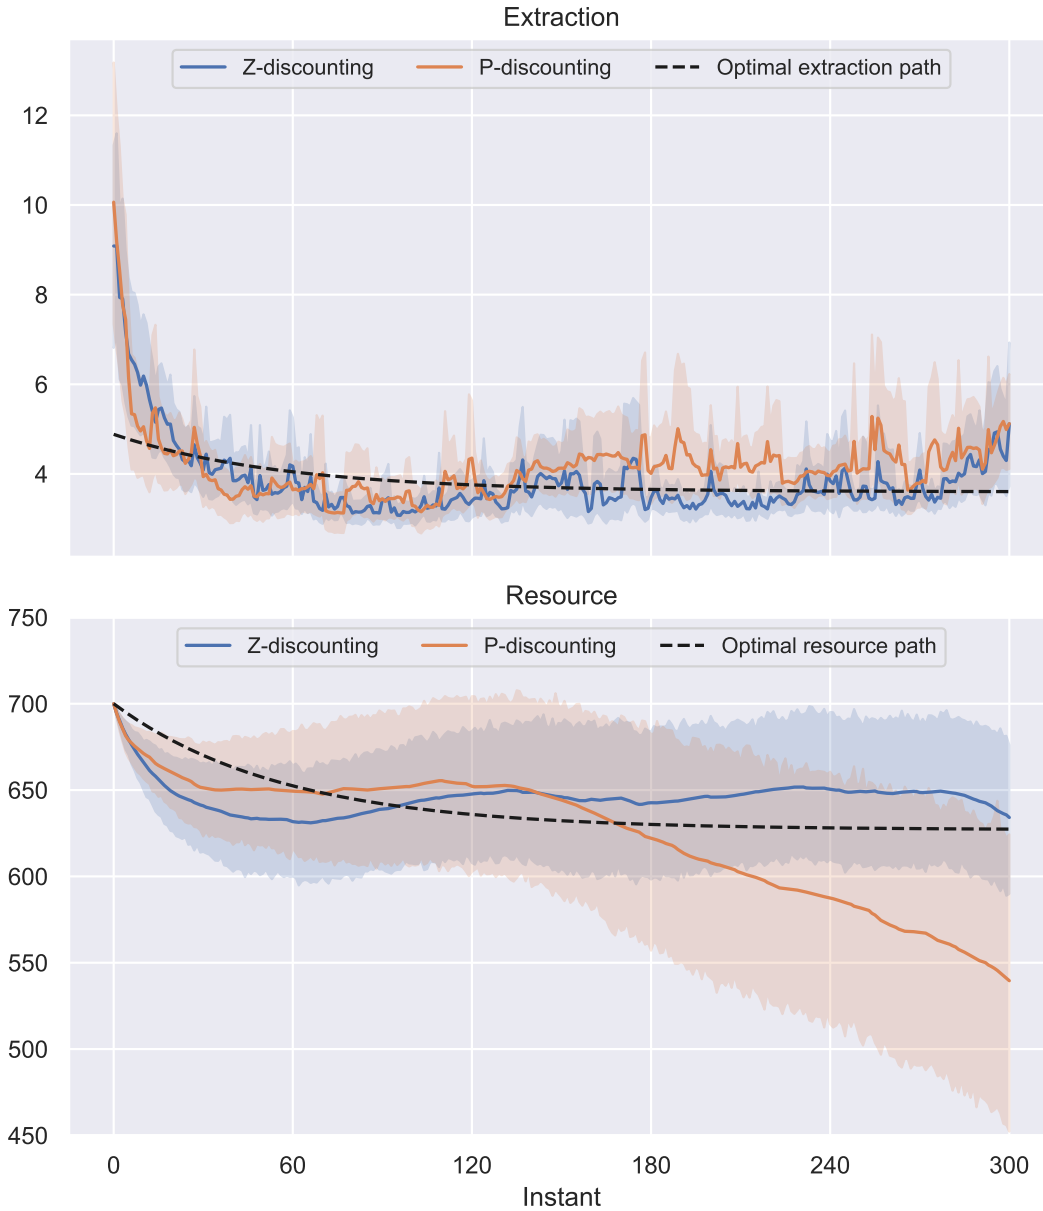 Extraction
Z-discounting P-discounting Optimal extraction path
12
10
8
6
4
Resource
750
Z-discounting P-discounting Optimal resource path
700
650
600
550
500
450
0 60 120 180 240 300
Instant